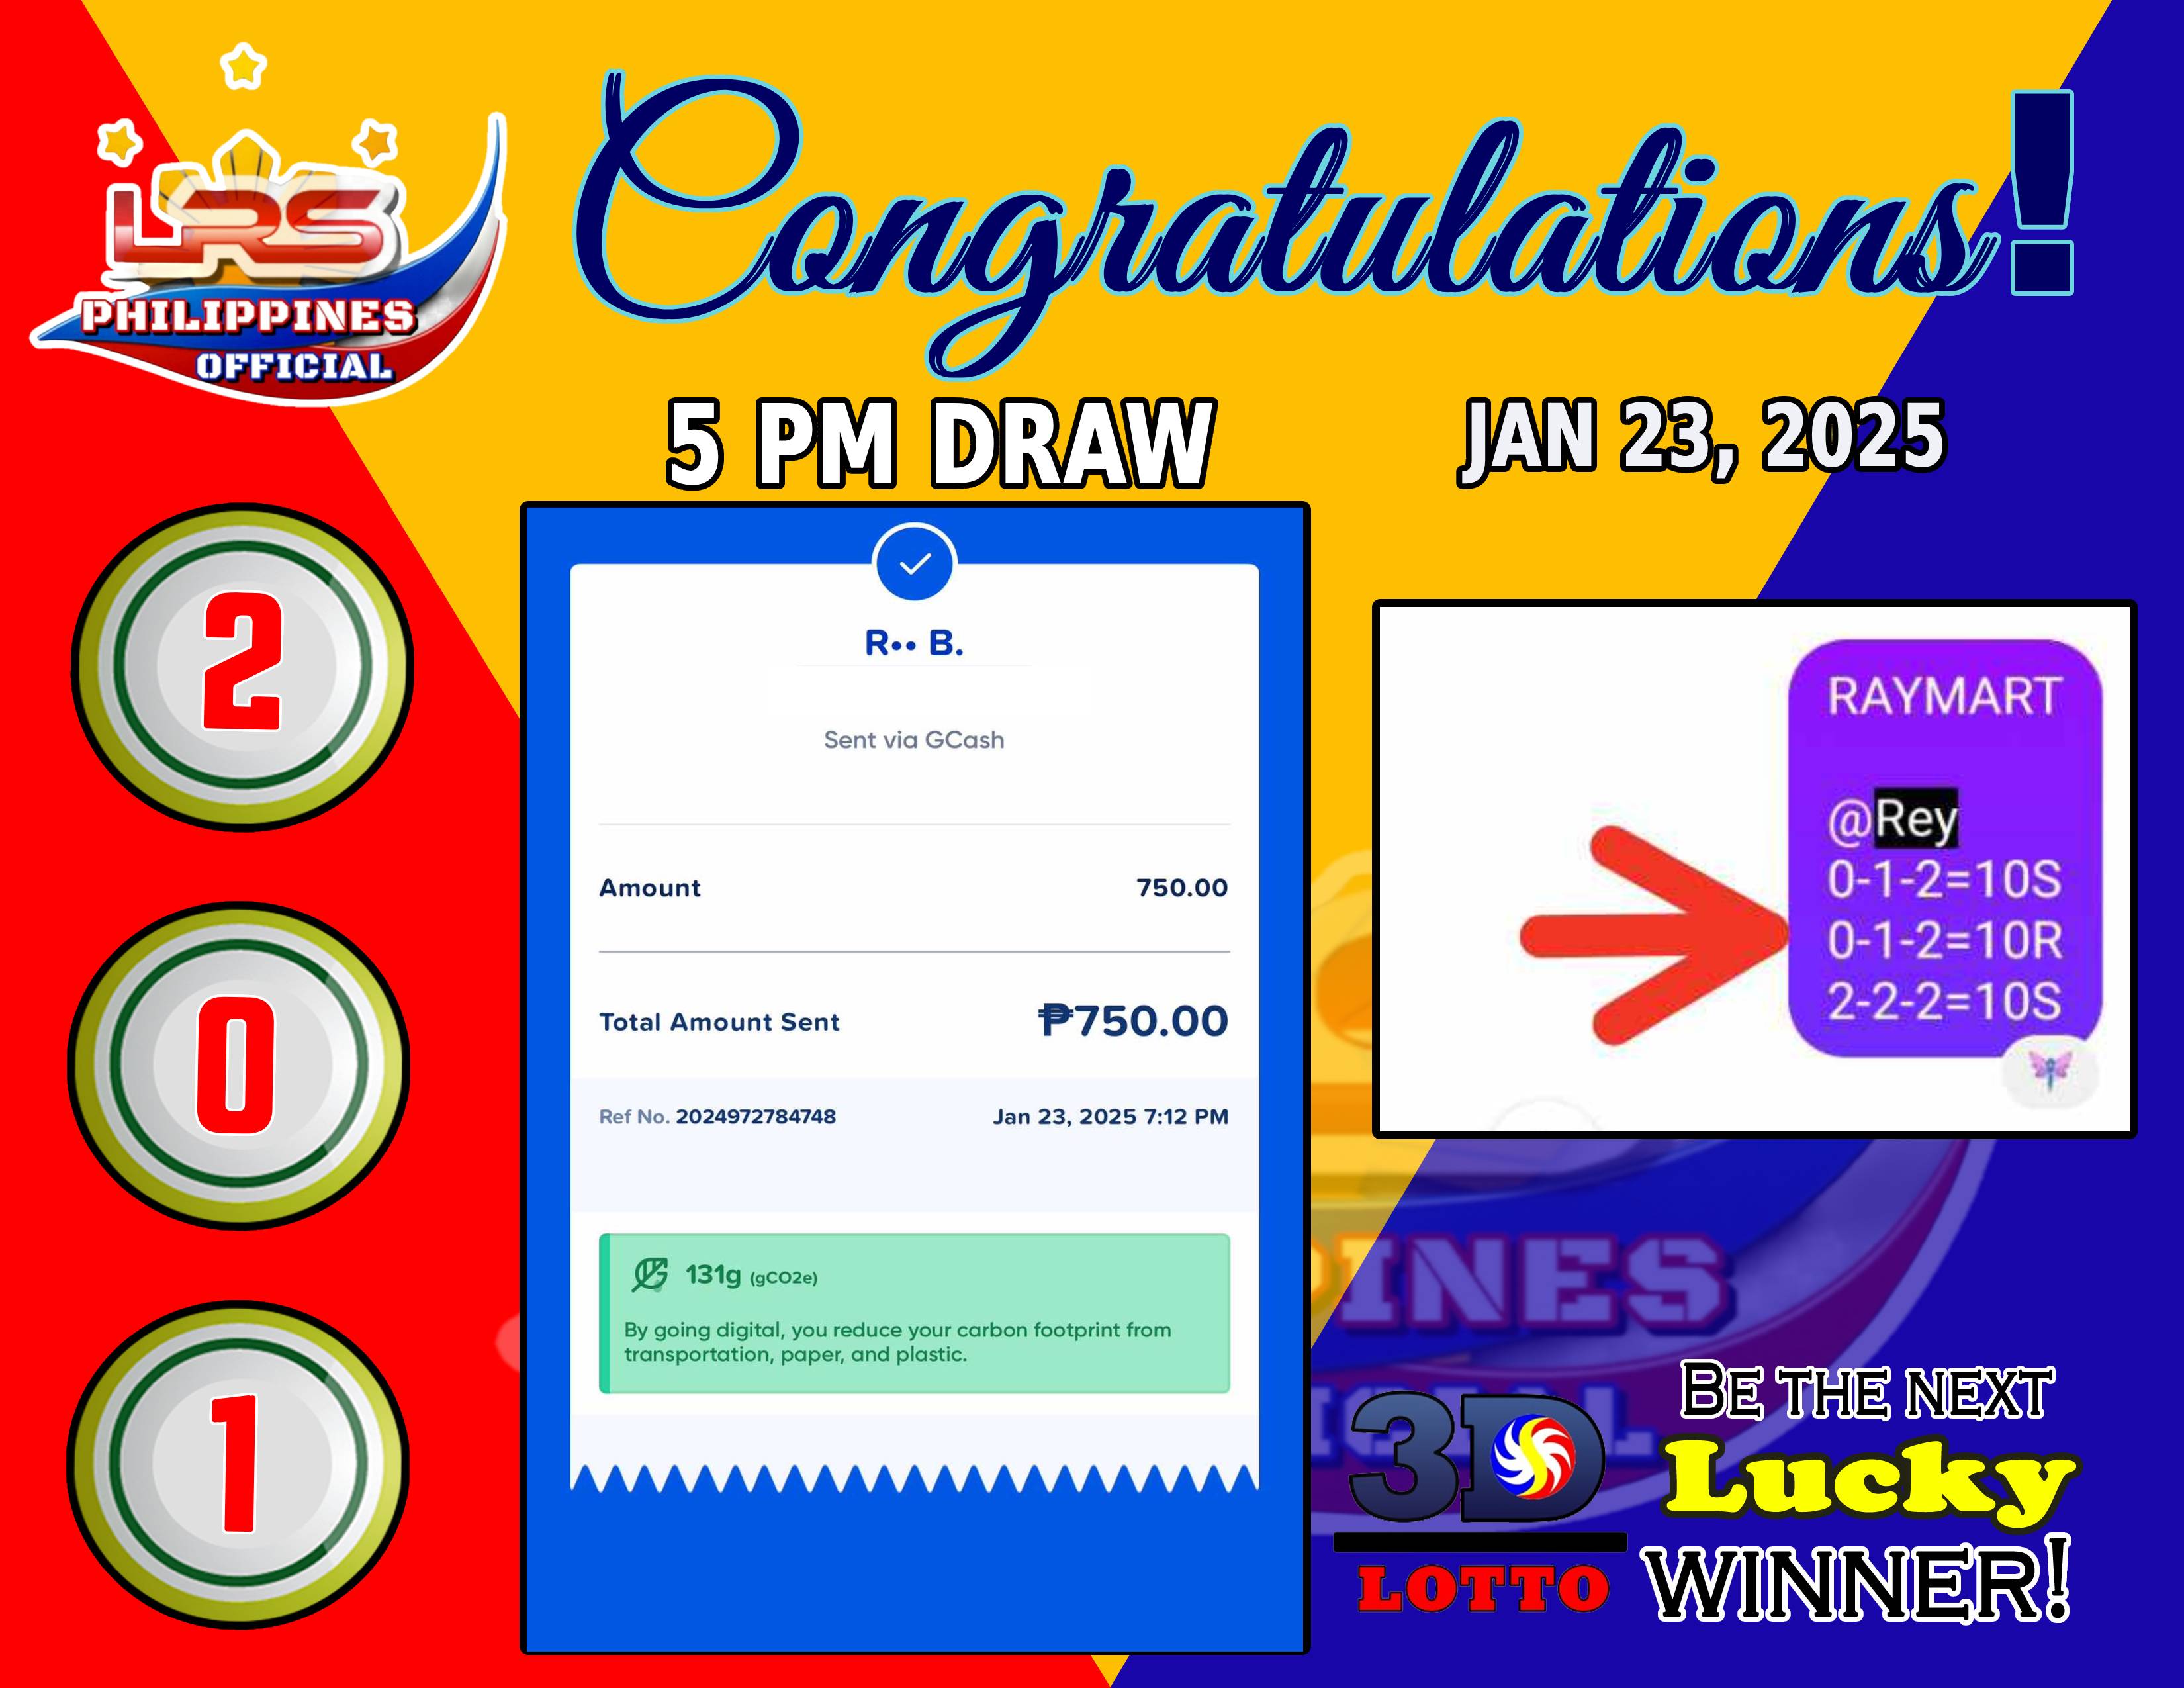 LRS
PHILIPPINES
OFFICIAL
Congratulations!
5 PM DRAW
JAN 23, 2025
2
0
1
R•• B.
Sent via GCash
Amount 750.00
Total Amount Sent ₱750.00
Ref No. 2024972784748 Jan 23, 2025 7:12 PM
131g (gCO2e)
By going digital, you reduce your carbon footprint from
transportation, paper, and plastic.
RAYMART
@Rey
0-1-2=10S
0-1-2=10R
2-2-2=10S
PINES
ICIAL
3D
LOTTO
BE THE NEXT
Lucky
WINNER!